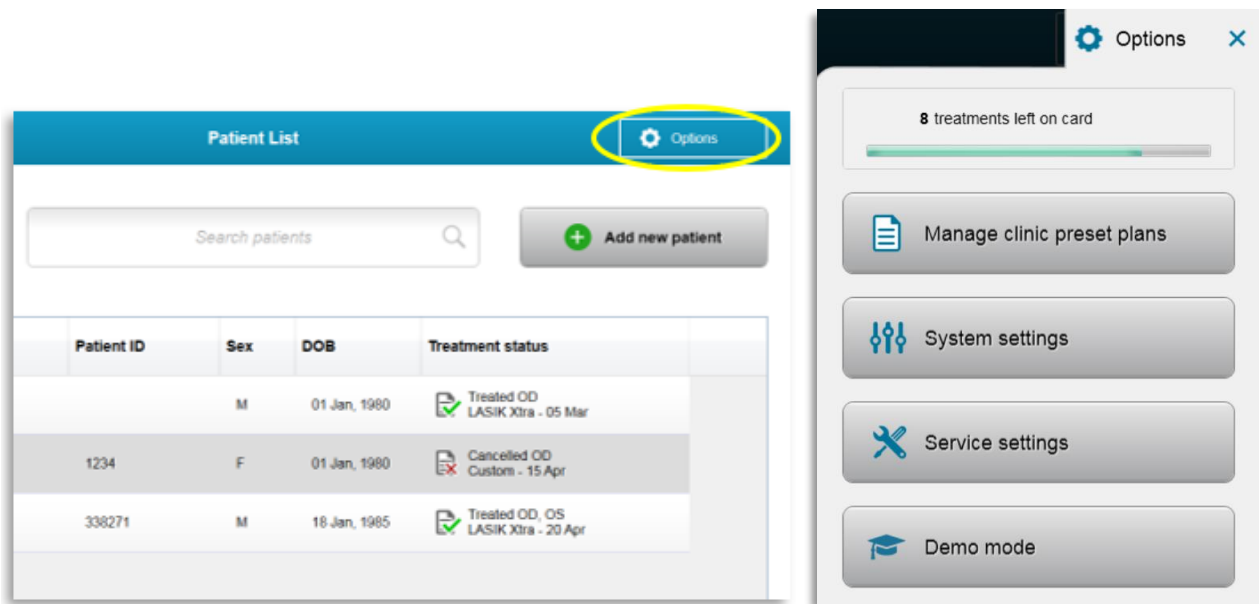 Patient List
Options
Search patients
Add new patient
Patient ID Sex DOB Treatment status
M 01 Jan, 1980 Treated OD
LASIK Xtra - 05 Mar
1234 F 01 Jan, 1980 Cancelled OD
Custom - 15 Apr
338271 M 18 Jan, 1985 Treated OD, OS
LASIK Xtra - 20 Apr
Options
8 treatments left on card
Manage clinic preset plans
System settings
Service settings
Demo mode